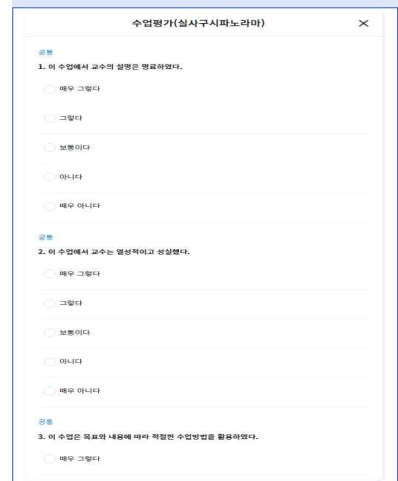 수업평가(실사구시파노라마)
공통
1. 이 수업에서 교수의 설명은 명료하였다.
매우 그렇다
그렇다
보통이다
아니다
매우 아니다
공통
2. 이 수업에서 교수는 열성적이고 성실했다.
매우 그렇다
그렇다
보통이다
아니다
매우 아니다
공통
3. 이 수업은 목표와 내용에 따라 적절한 수업방법을 활용하였다.
매우 그렇다